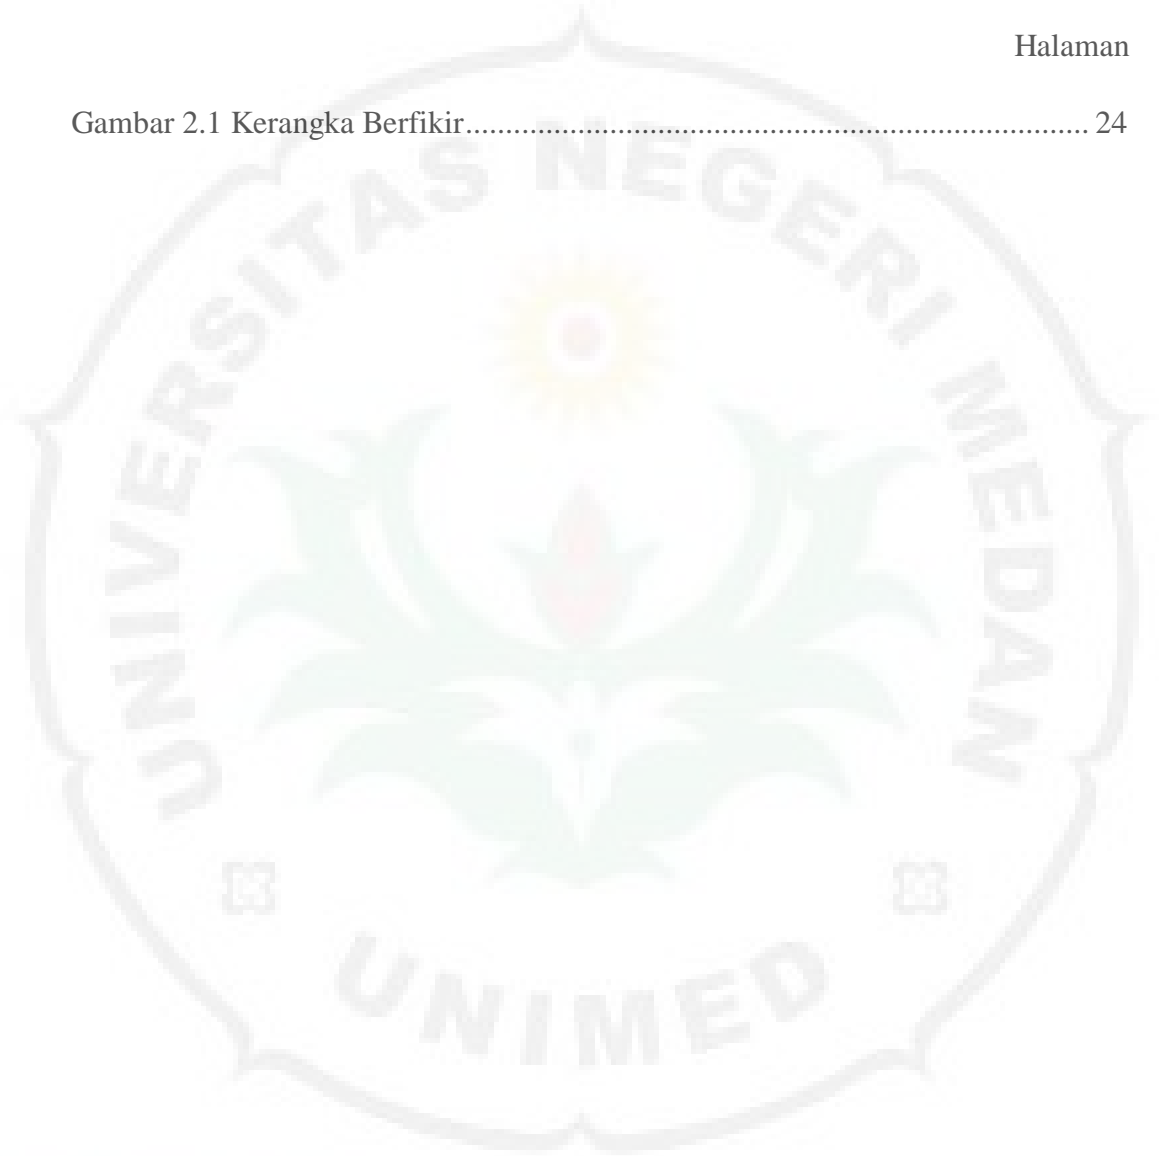 Halaman
Gambar 2.1 Kerangka Berfikir............................................................................. 24
UNIVERSITAS NEGERI MEDAN
UNIMED